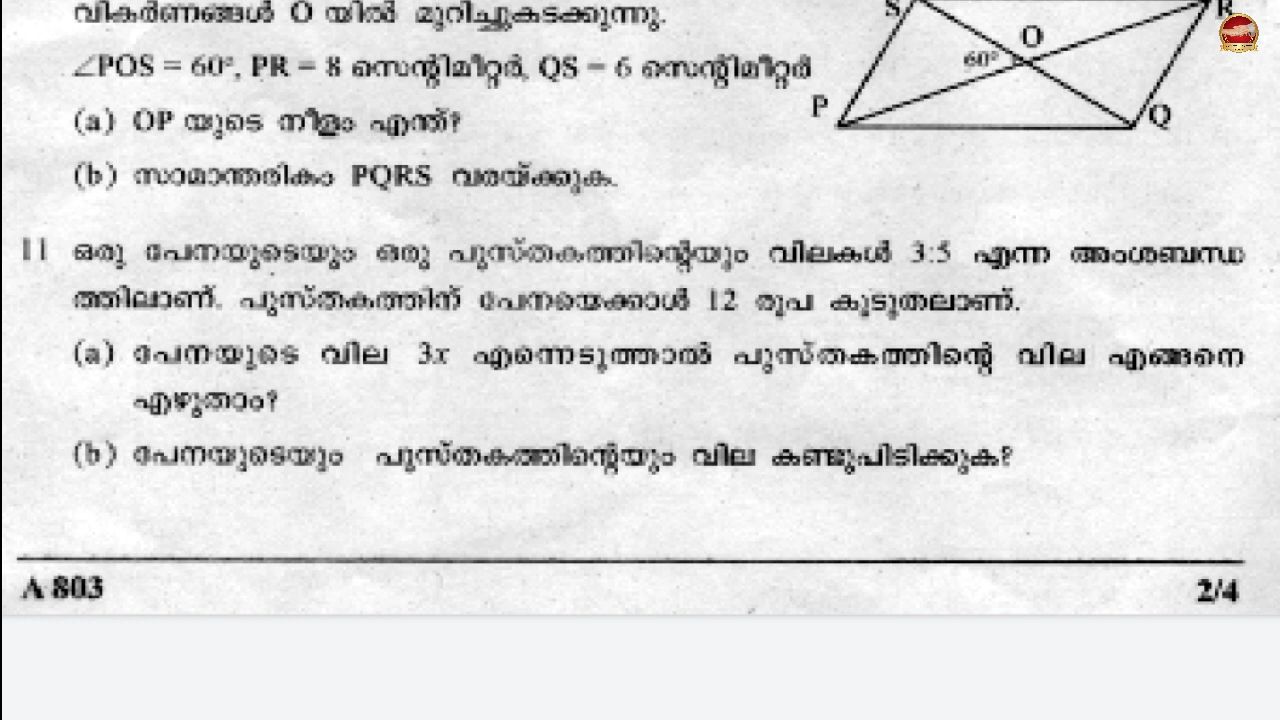 വികർണങ്ങൾ O യിൽ മുറിച്ചുകടക്കുന്നു.
∠POS = 60°, PR = 8 സെന്റിമീറ്റർ, QS = 6 സെന്റിമീറ്റർ
(a) OP യുടെ നീളം എന്ത്?
(b) സാമാന്തരികം PQRS വരയ്ക്കുക.
S R
O
60°
P Q
11 ഒരു പേനയുടെയും ഒരു പുസ്തകത്തിന്റെയും വിലകൾ 3:5 എന്ന അംശബന്ധ
ത്തിലാണ്. പുസ്തകത്തിന് പേനയെക്കാൾ 12 രൂപ കൂടുതലാണ്.
(a) പേനയുടെ വില 3x എന്നെടുത്താൽ പുസ്തകത്തിന്റെ വില എങ്ങനെ
എഴുതാം?
(b) പേനയുടെയും പുസ്തകത്തിന്റെയും വില കണ്ടുപിടിക്കുക?
A 803 2/4